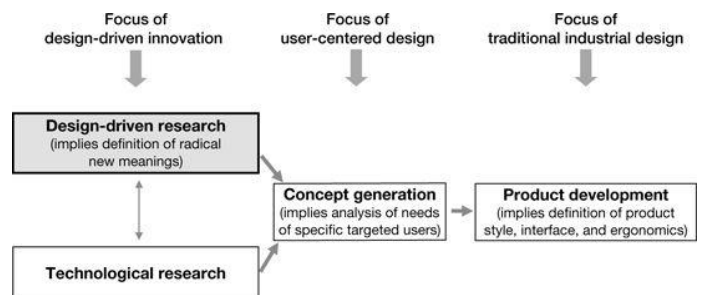 Focus of
design-driven innovation
Focus of
user-centered design
Focus of
traditional industrial design
Design-driven research
(implies definition of radical
new meanings)
Concept generation
(implies analysis of needs
of specific targeted users)
Product development
(implies definition of product
style, interface, and ergonomics)
Technological research